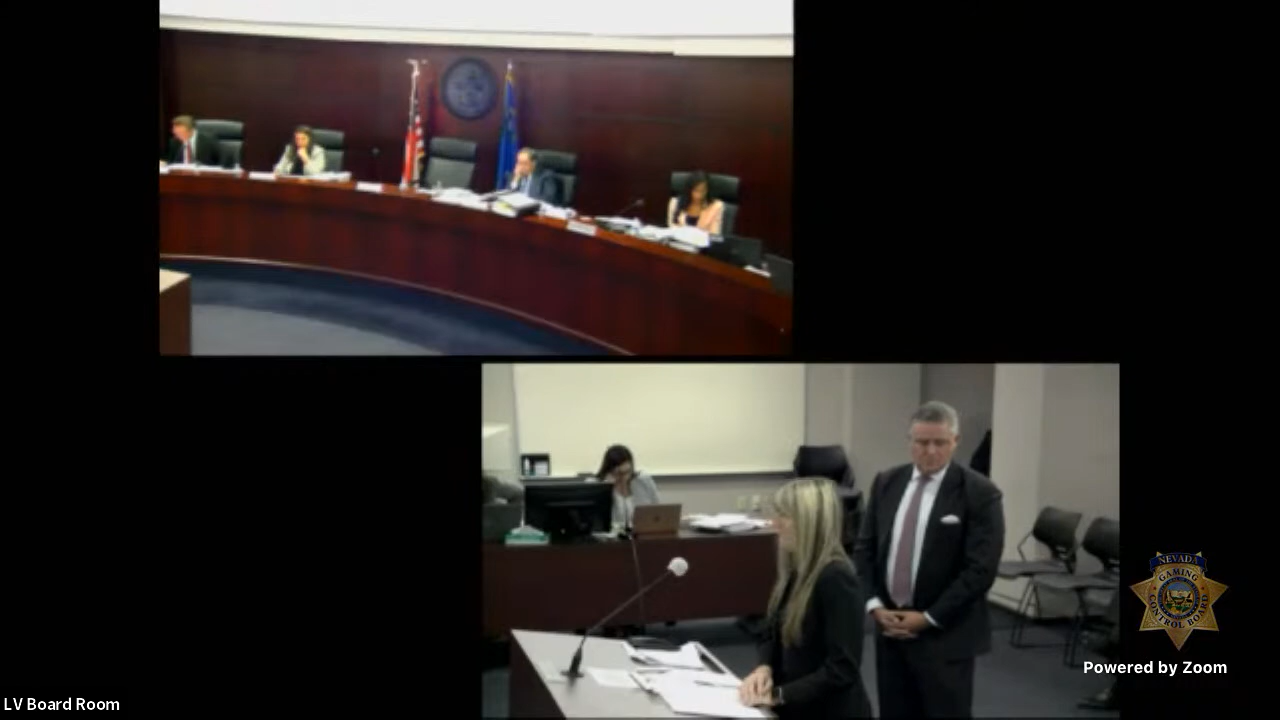 NEVADA
GAMING
CONTROL BOARD
Powered by Zoom
LV Board Room